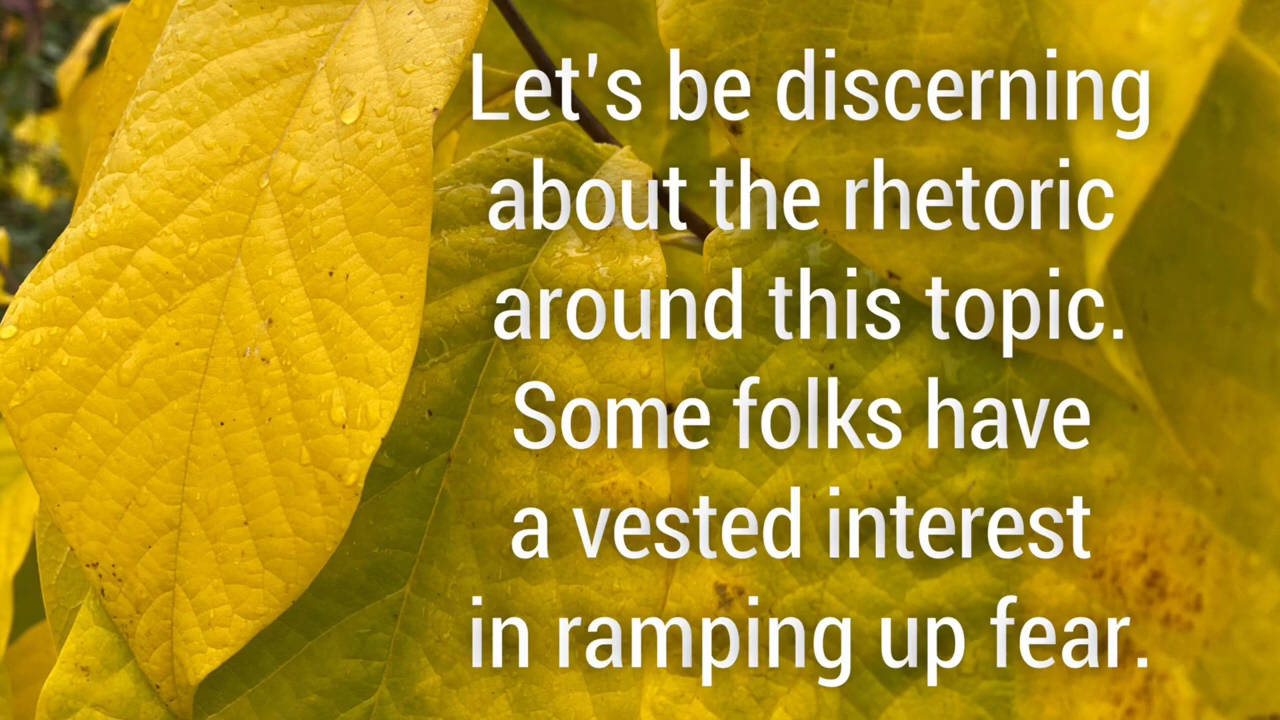 Let's be discerning
about the rhetoric
around this topic.
Some folks have
a vested interest
in ramping up fear.